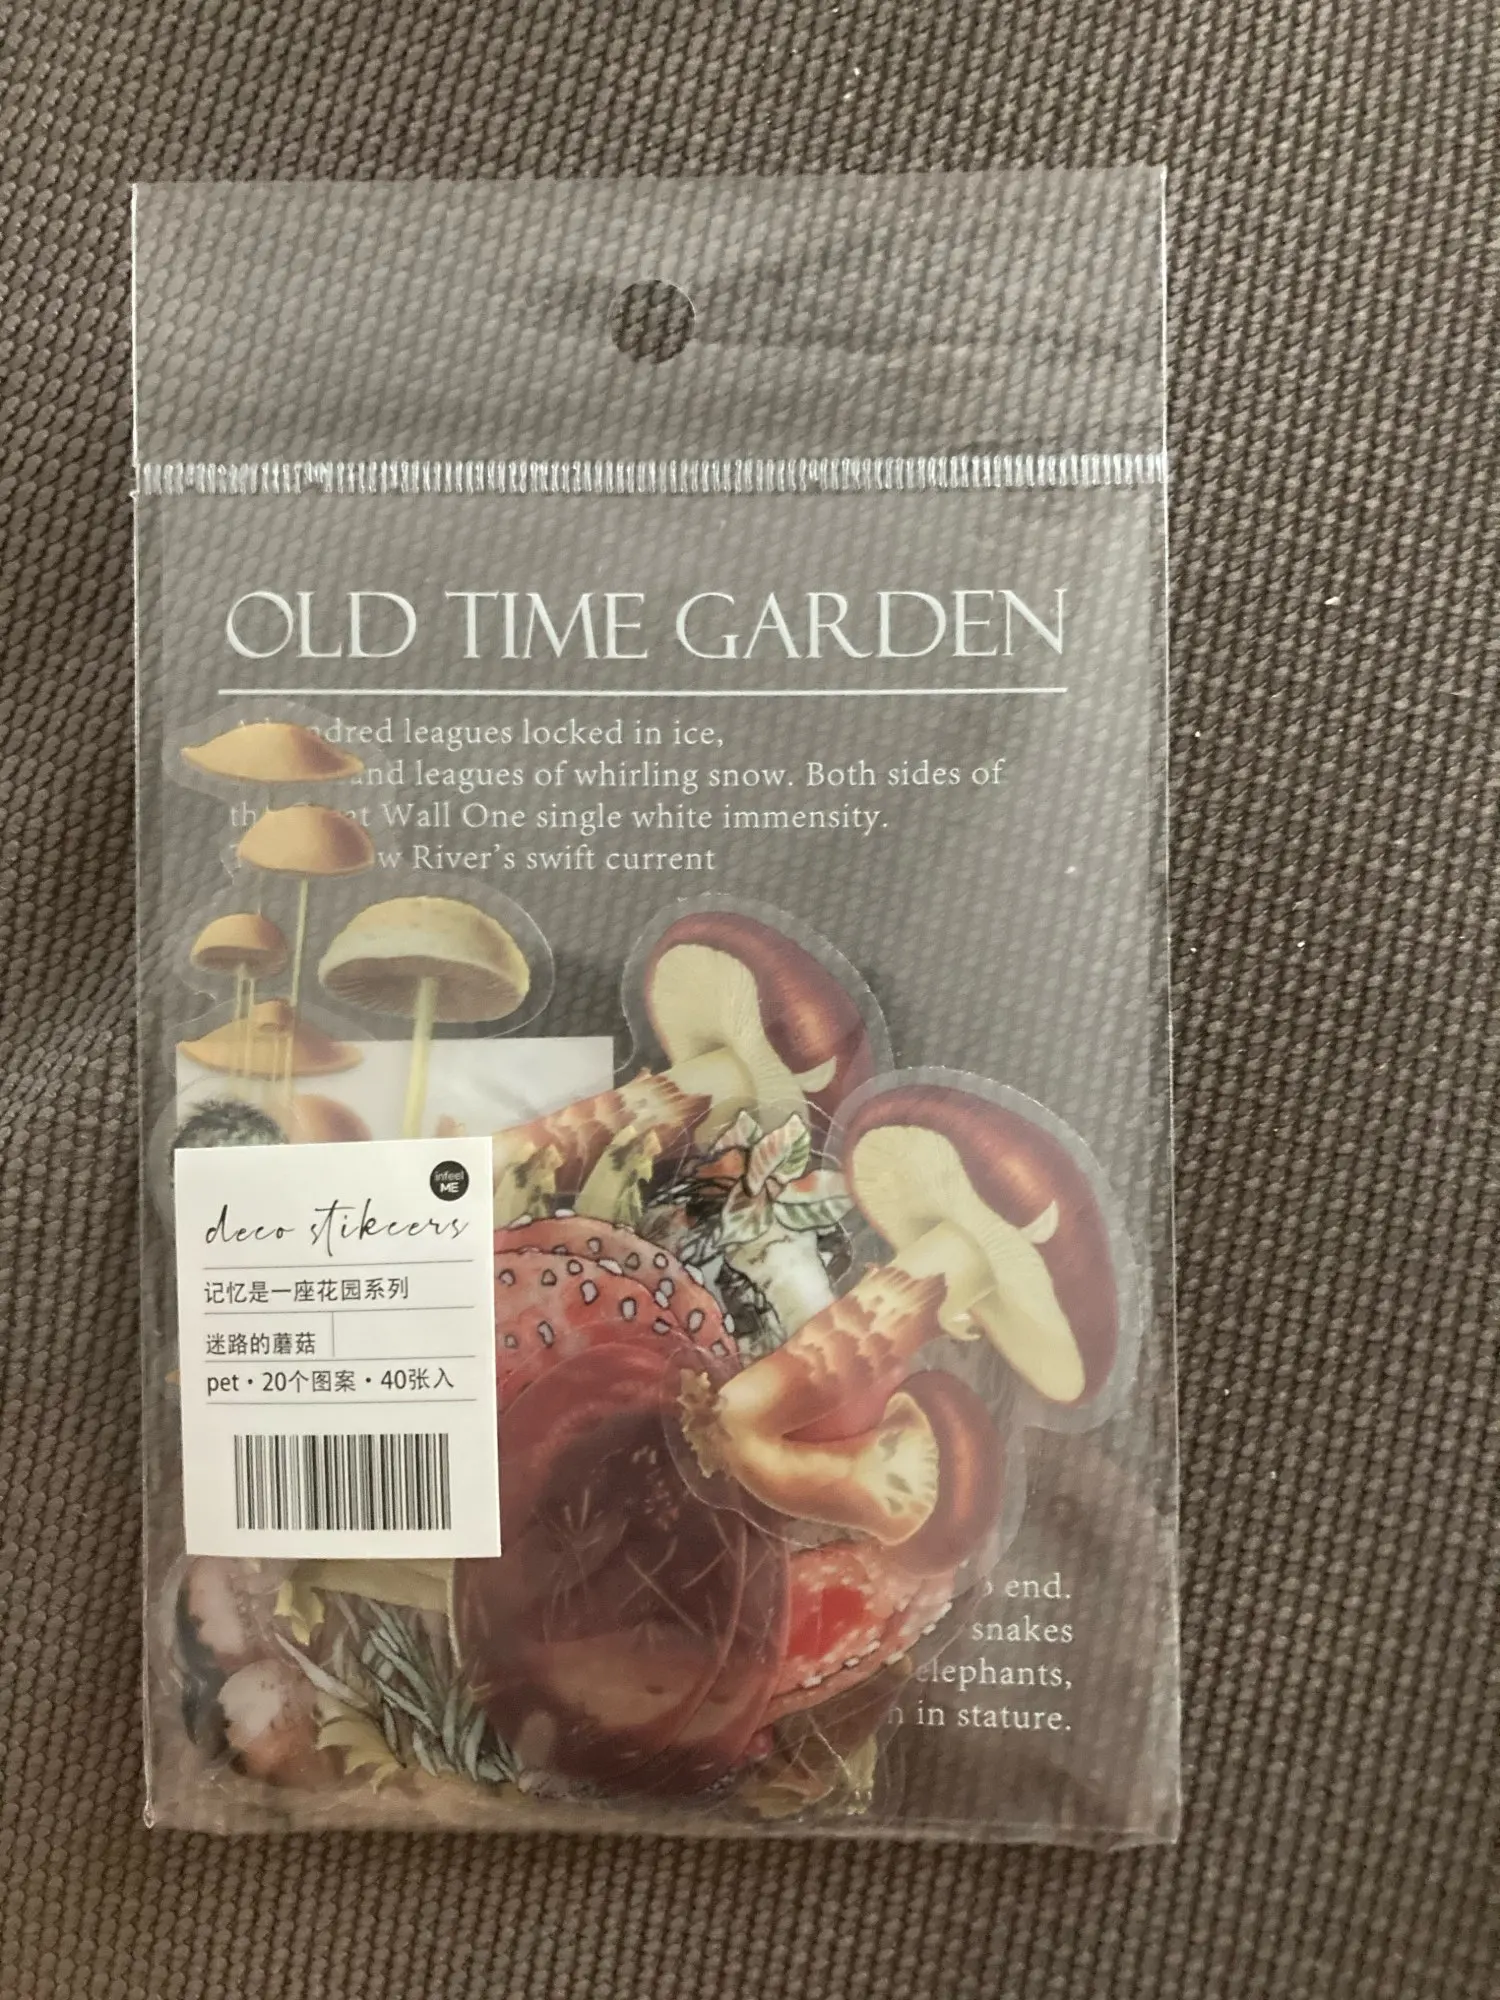 OLD TIME GARDEN
leagues locked in ice,
leagues of whirling snow. Both sides of
Wall One single white immensity.
River's swift current
infeel
ME
deco stikcers
记忆是一座花园系列
迷路的蘑菇
pet·20个图案·40张入
end.
snakes
elephants,
in stature.